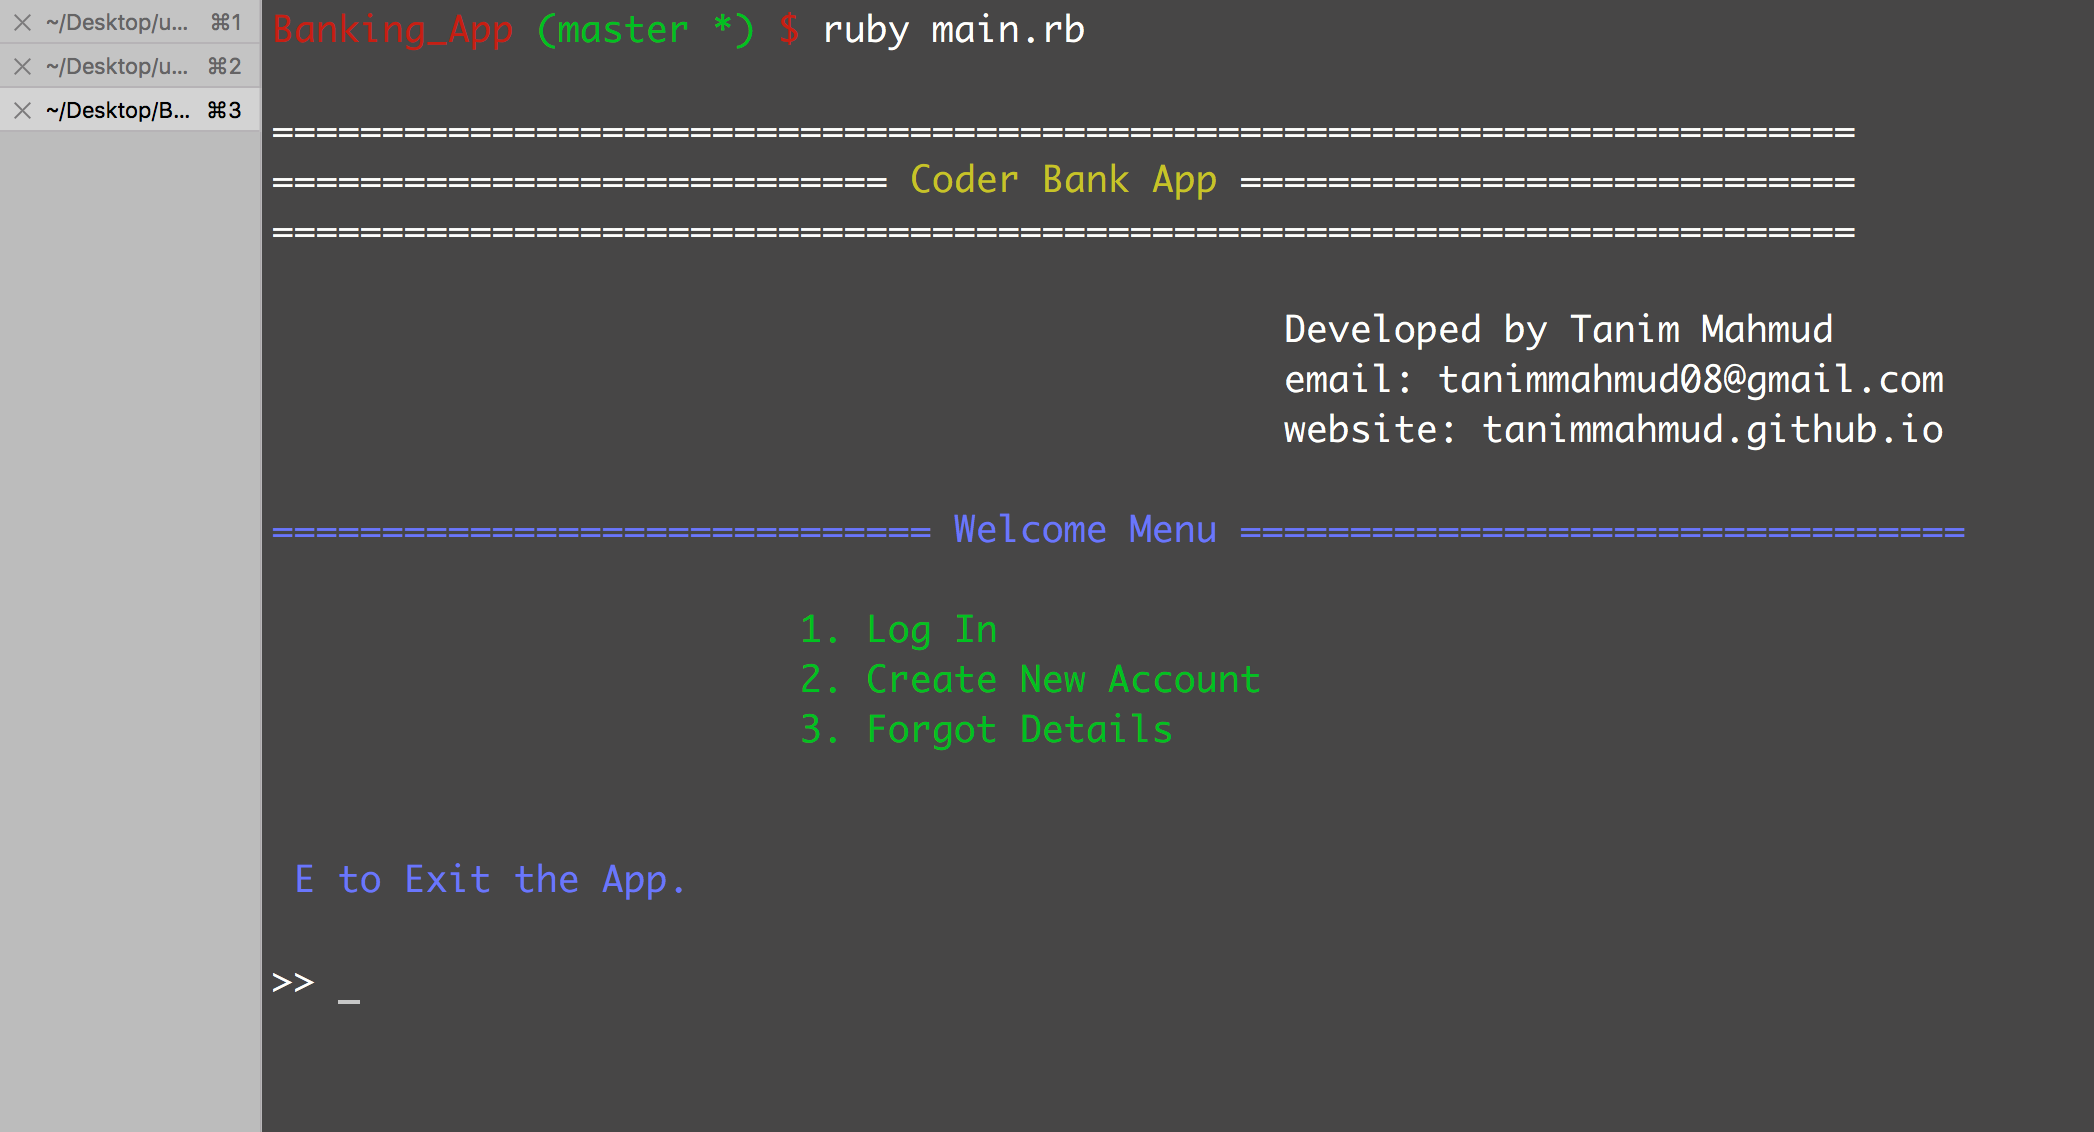 ~/Desktop/u... ⌘1
~/Desktop/u... ⌘2
~/Desktop/B... ⌘3
Banking_App (master *) $ ruby main.rb
========================================================================
============================ Coder Bank App ============================
========================================================================
Developed by Tanim Mahmud
email: tanimmahmud08@gmail.com
website: tanimmahmud.github.io
============================== Welcome Menu =================================
1. Log In
2. Create New Account
3. Forgot Details
E to Exit the App.
>> _